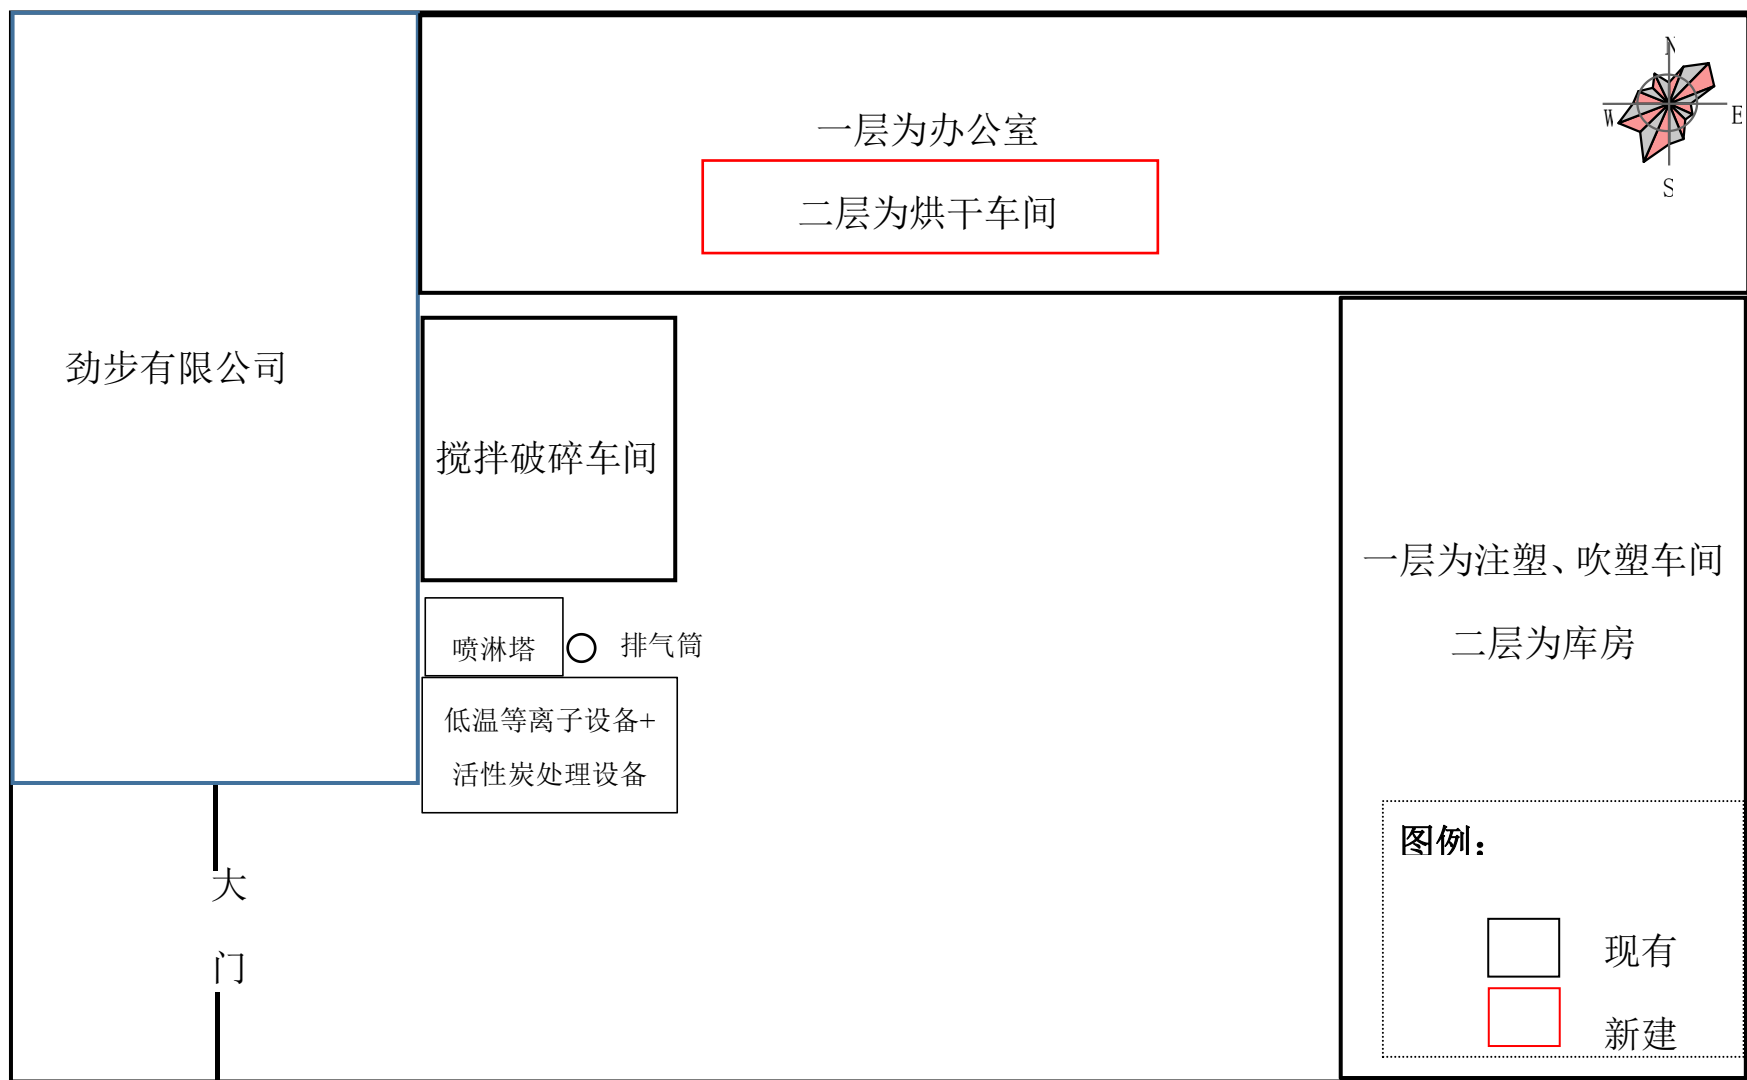 N
W
E
S
一层为办公室
二层为烘干车间
劲步有限公司
搅拌破碎车间
一层为注塑、吹塑车间
二层为库房
喷淋塔
排气筒
低温等离子设备+
活性炭处理设备
大
门
图例：
现有
新建